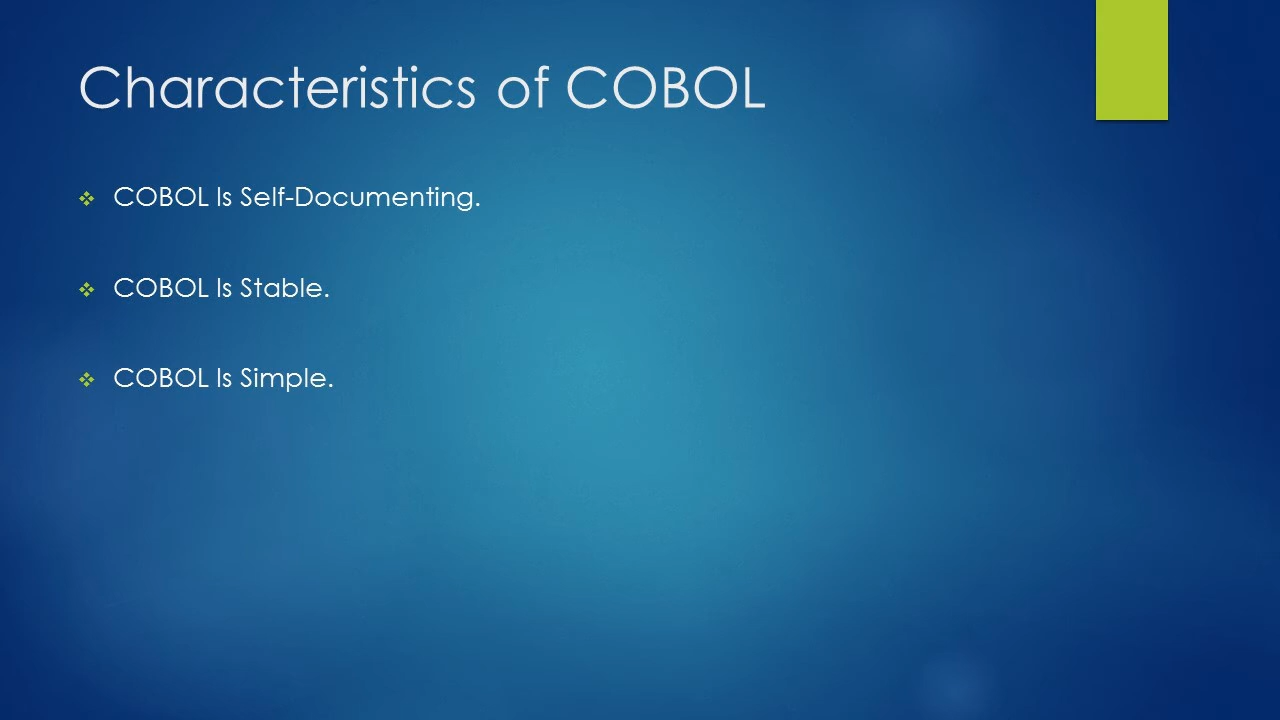 Characteristics of COBOL
COBOL Is Self-Documenting.
COBOL Is Stable.
COBOL Is Simple.